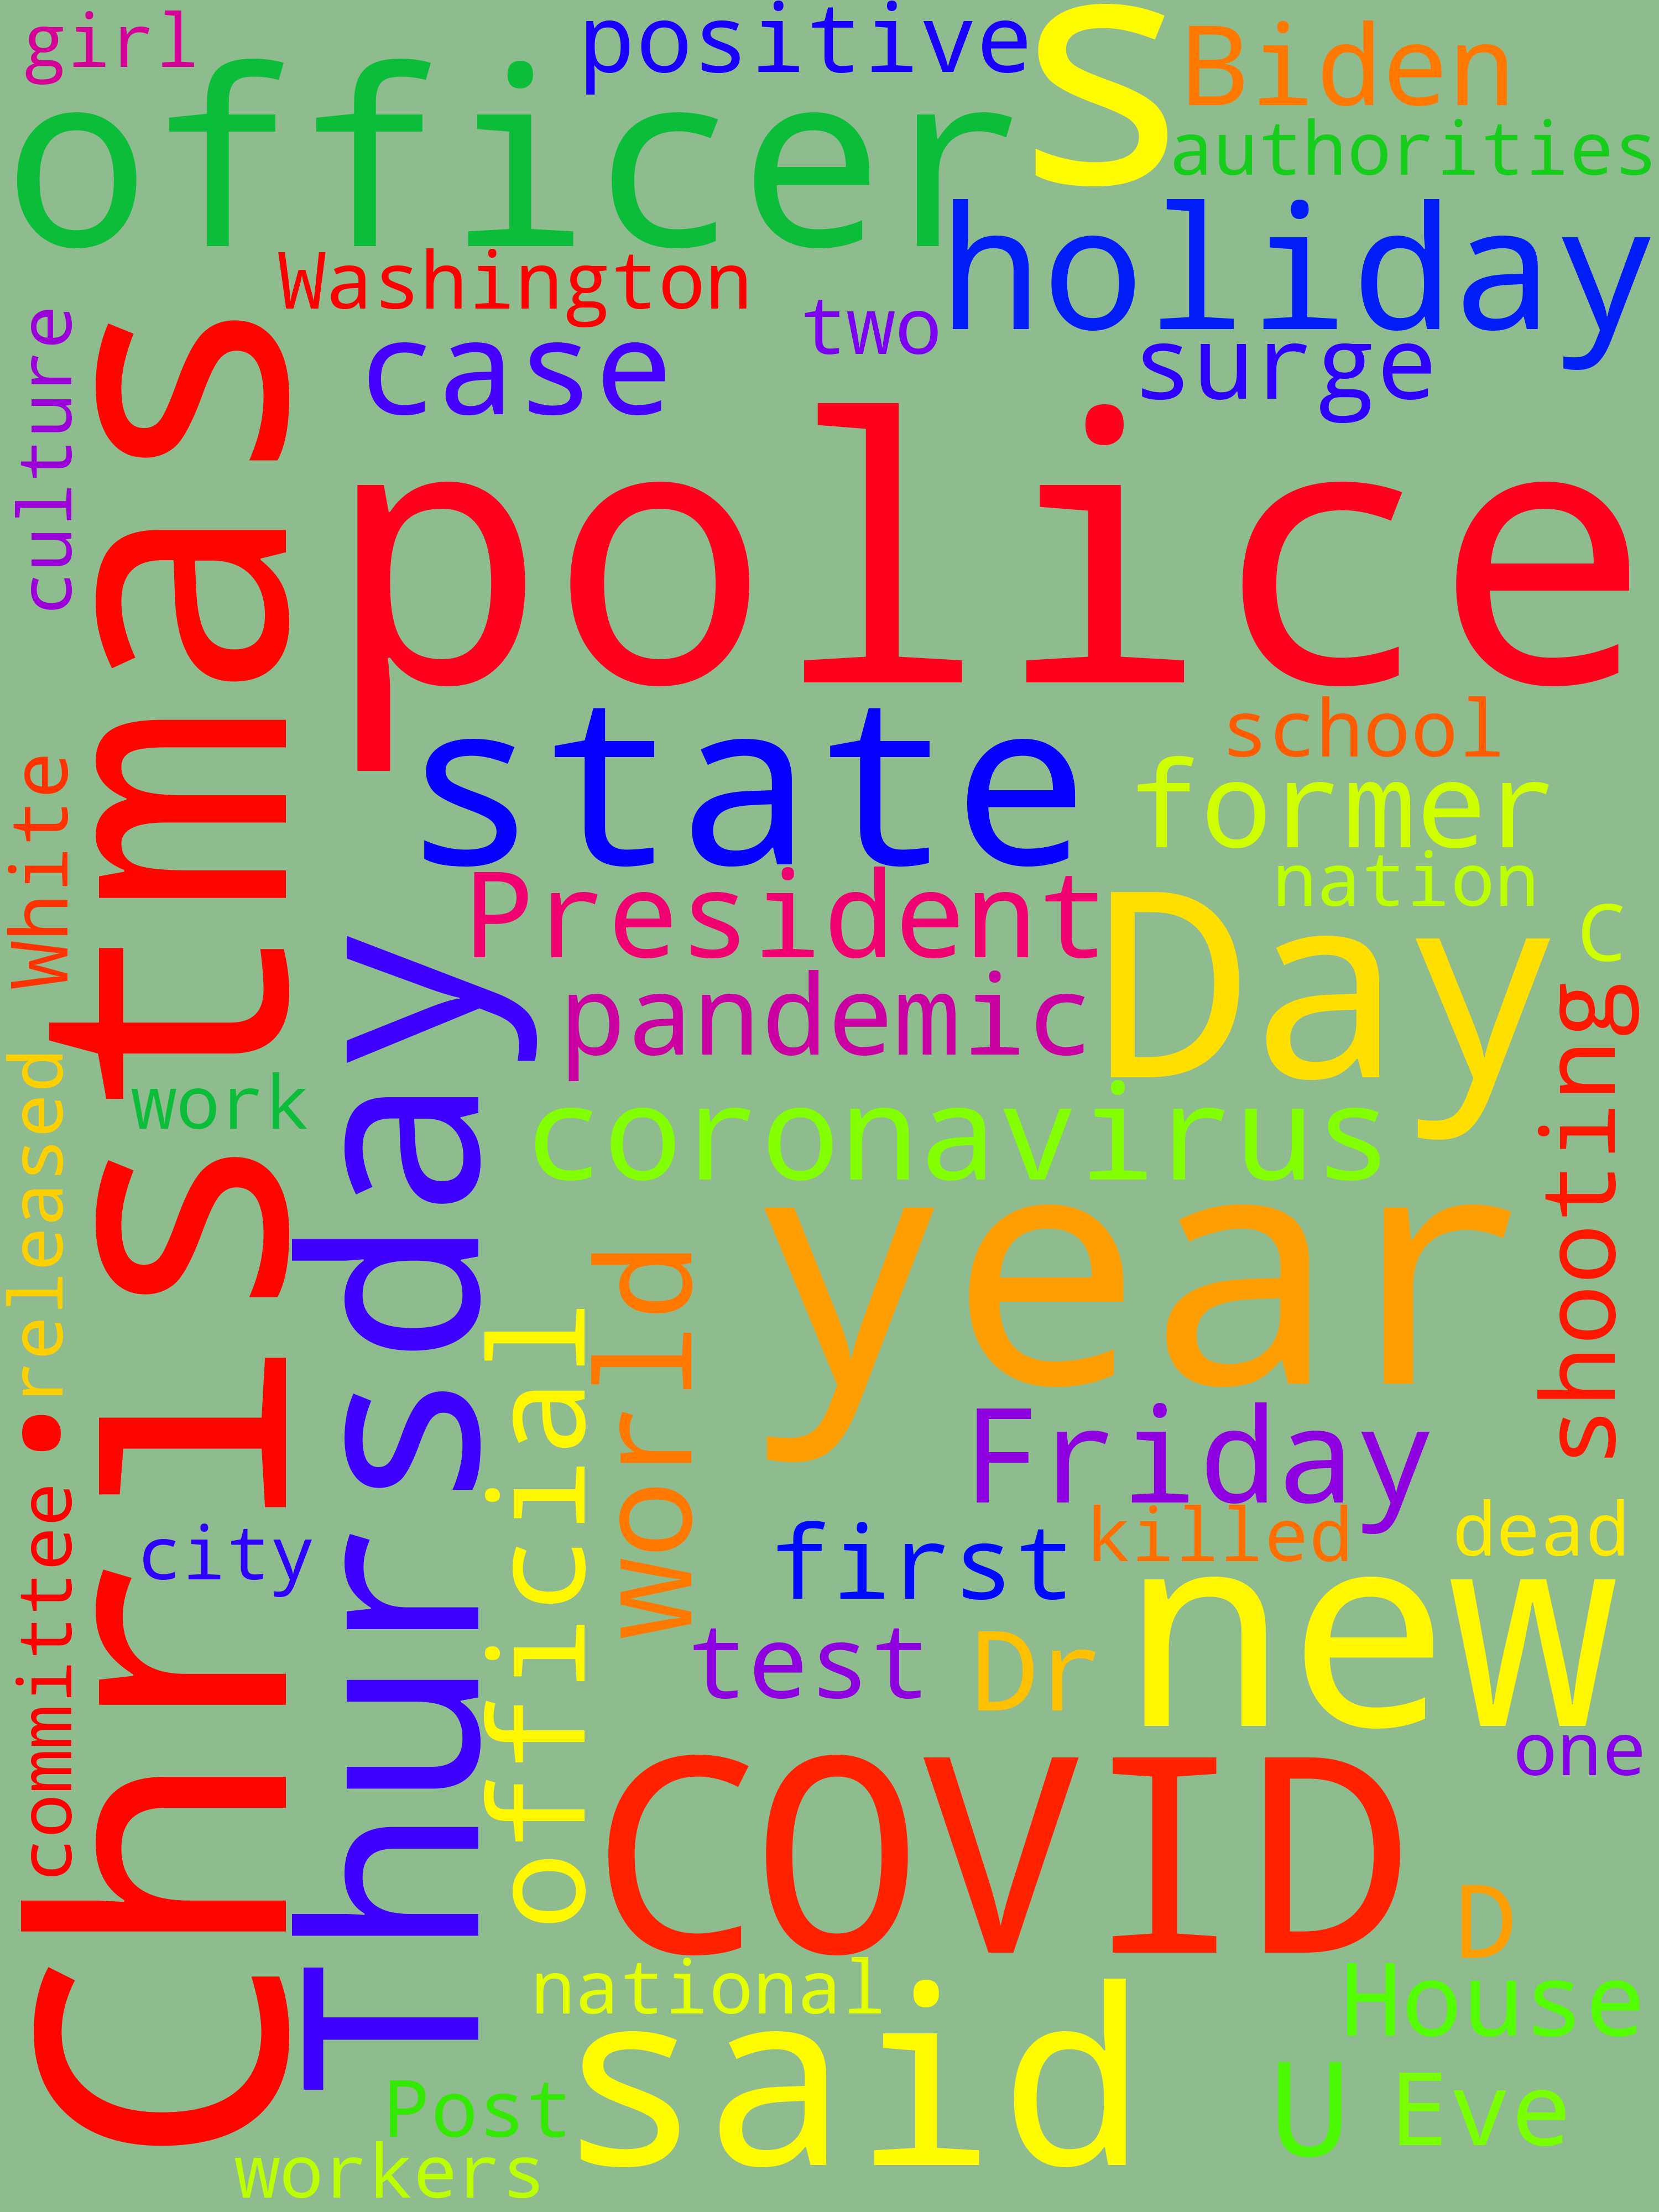 girl
positive
S
Biden
officer
authorities
holiday
Washington
two
case
surge
culture
Christmas
police
state
school
former
White
nation
President
Day
C
pandemic
Thursday
shooting
work
coronavirus
released
year
world
official
Friday
committee
city
first
killed
dead
new
test
Dr
one
COVID
D
national
House
said
U
Eve
Post
workers